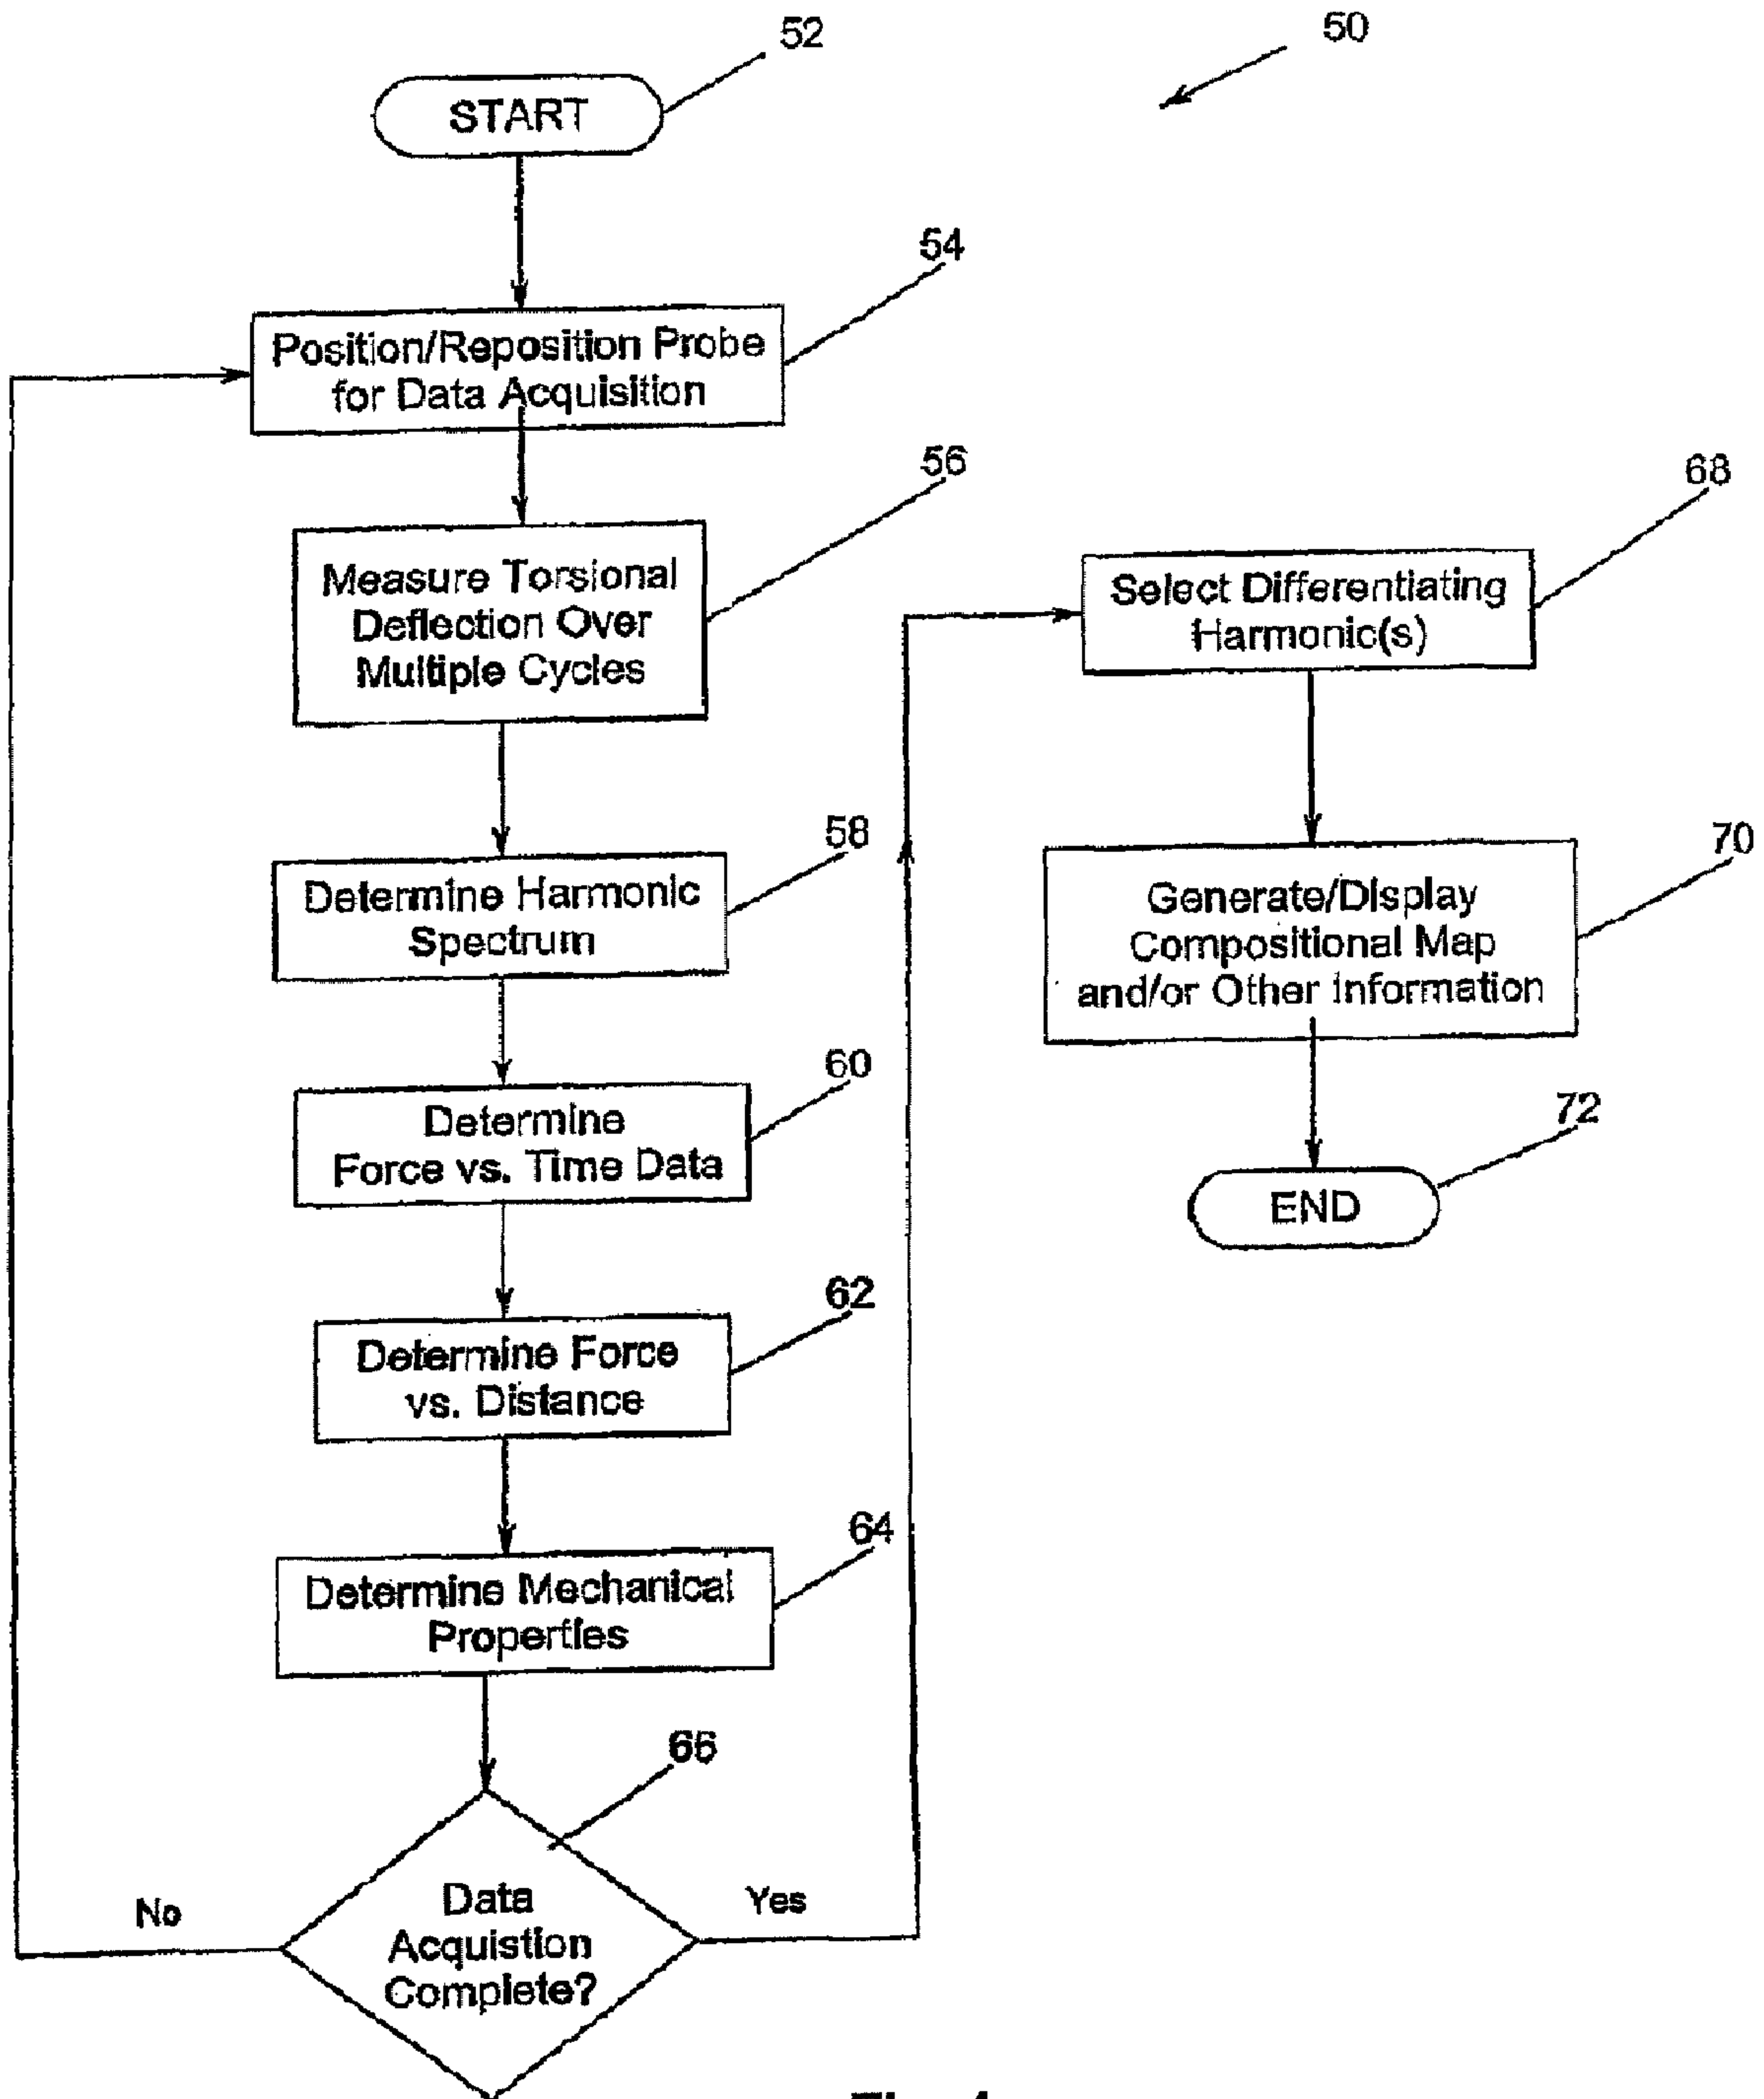 50
52
START
54
Position/Reposition Probe
for Data Acquisition
56
Measure Torsional
Deflection Over
Multiple Cycles
58
Determine Harmonic
Spectrum
60
Determine
Force vs. Time Data
62
Determine Force
vs. Distance
64
Determine Mechanical
Properties
66
Data
Acquistion
Complete?
No
Yes
68
Select Differentiating
Harmonic(s)
70
Generate/Display
Compositional Map
and/or Other Information
72
END